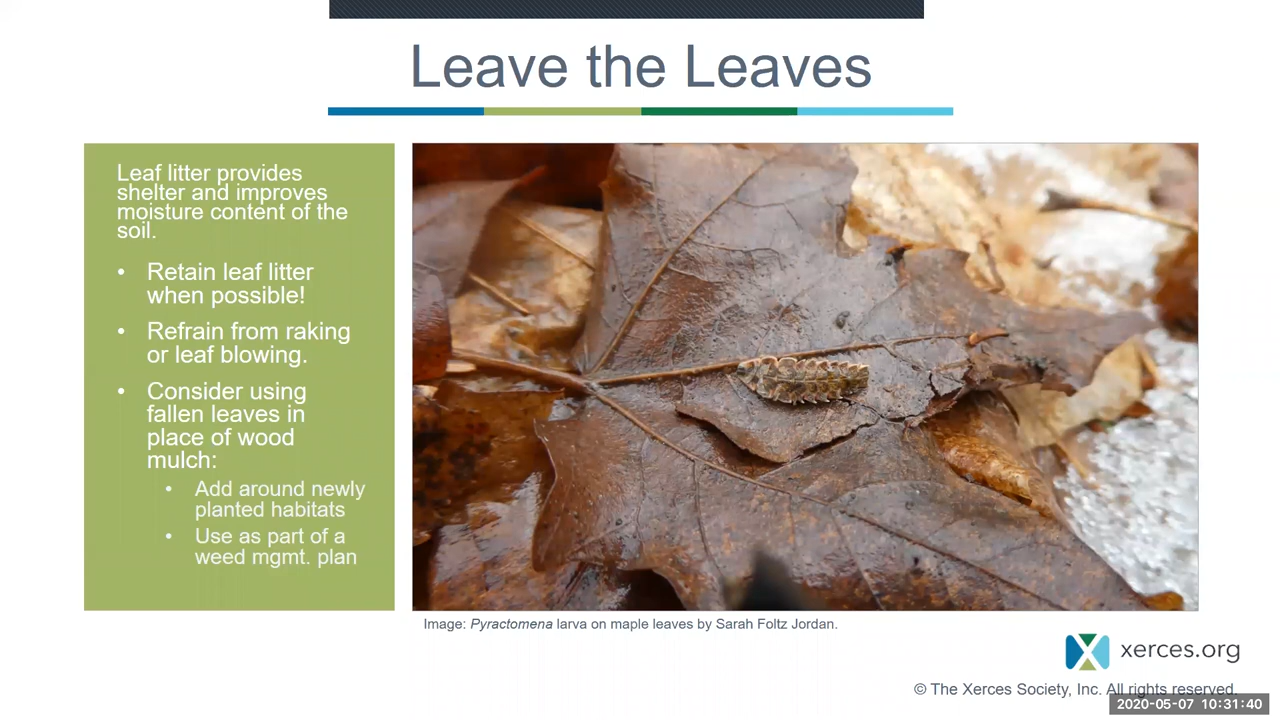 Leave the Leaves
Leaf litter provides
shelter and improves
moisture content of the
soil.
• Retain leaf litter
when possible!
• Refrain from raking
or leaf blowing.
• Consider using
fallen leaves in
place of wood
mulch:
• Add around newly
planted habitats
• Use as part of a
weed mgmt. plan
Image: Pyractomena larva on maple leaves by Sarah Foltz Jordan.
xerces.org
© The Xerces Society, Inc. All rights reserved.
2020-05-07 10:31:40